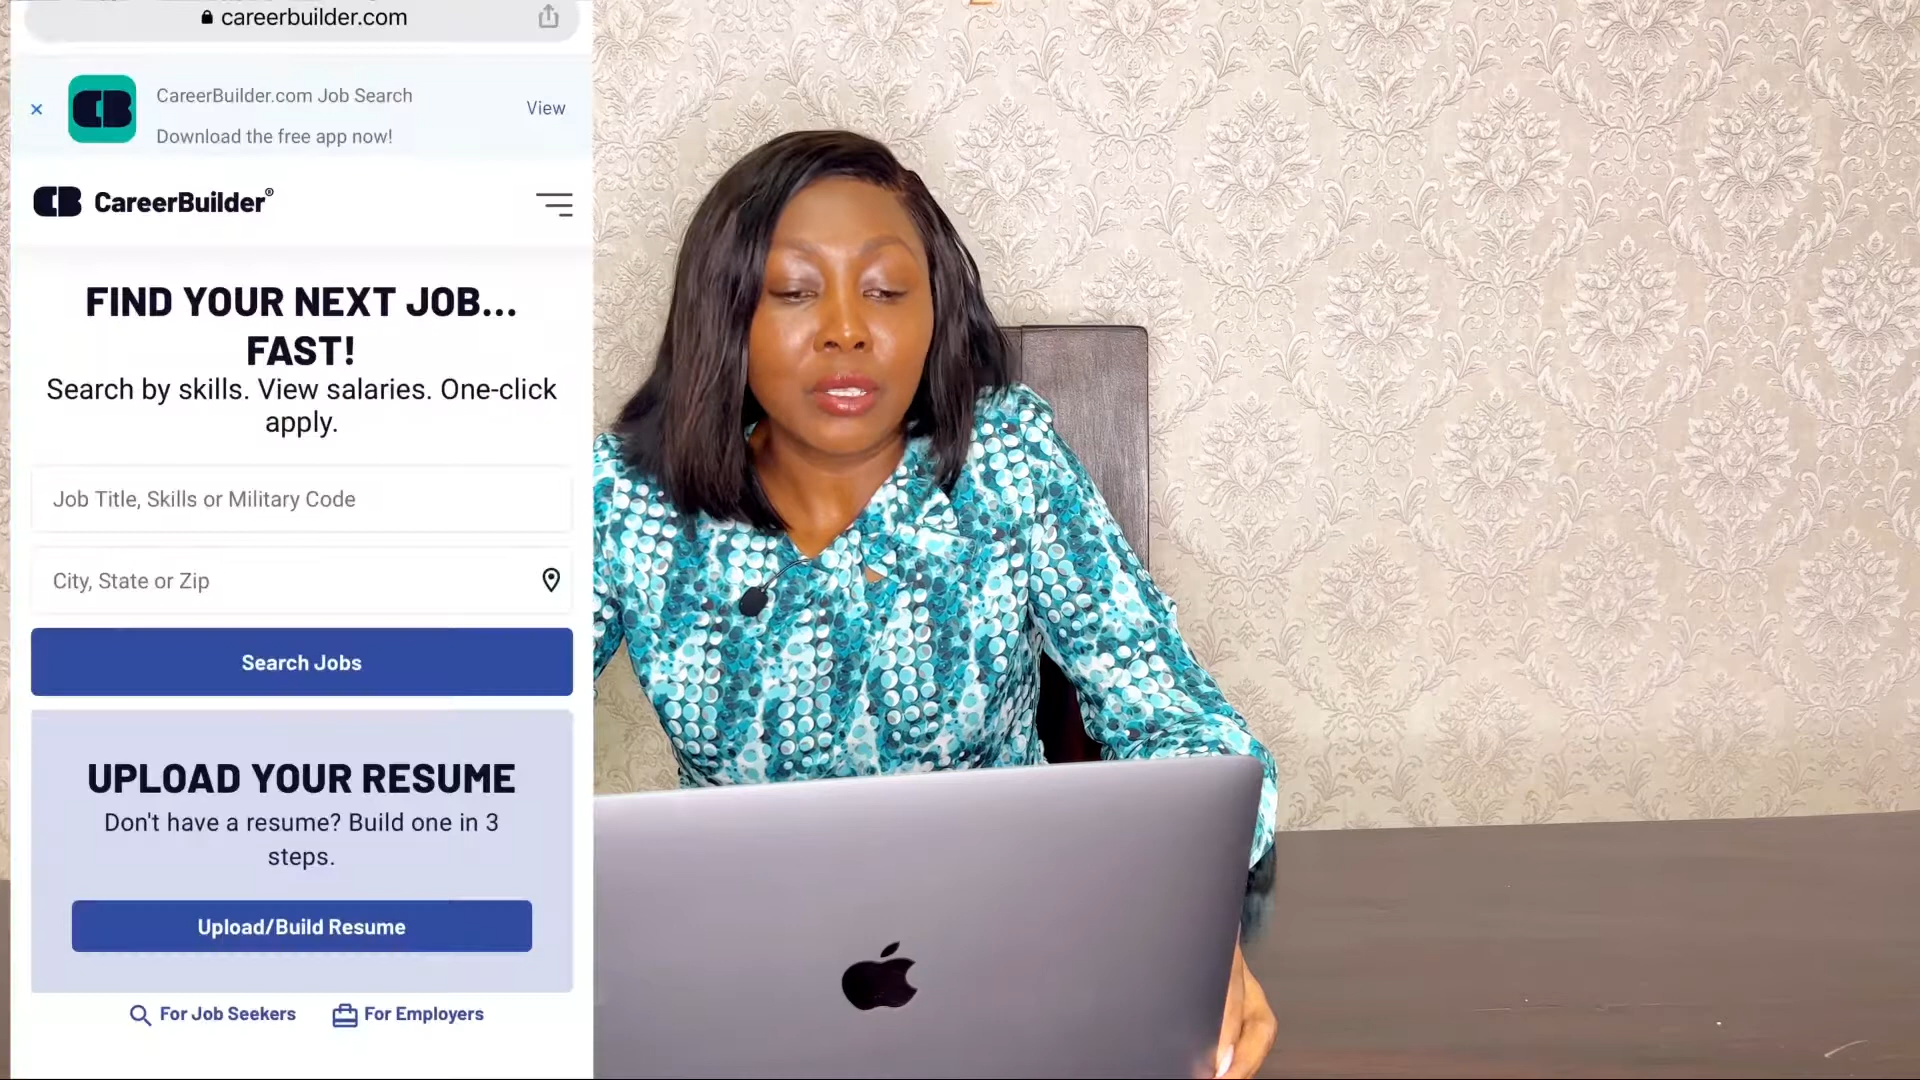 careerbuilder.com
CareerBuilder.com Job Search
Download the free app now!
View
CareerBuilder®
FIND YOUR NEXT JOB...
FAST!
Search by skills. View salaries. One-click
apply.
Job Title, Skills or Military Code
City, State or Zip
Search Jobs
UPLOAD YOUR RESUME
Don't have a resume? Build one in 3
steps.
Upload/Build Resume
For Job Seekers
For Employers